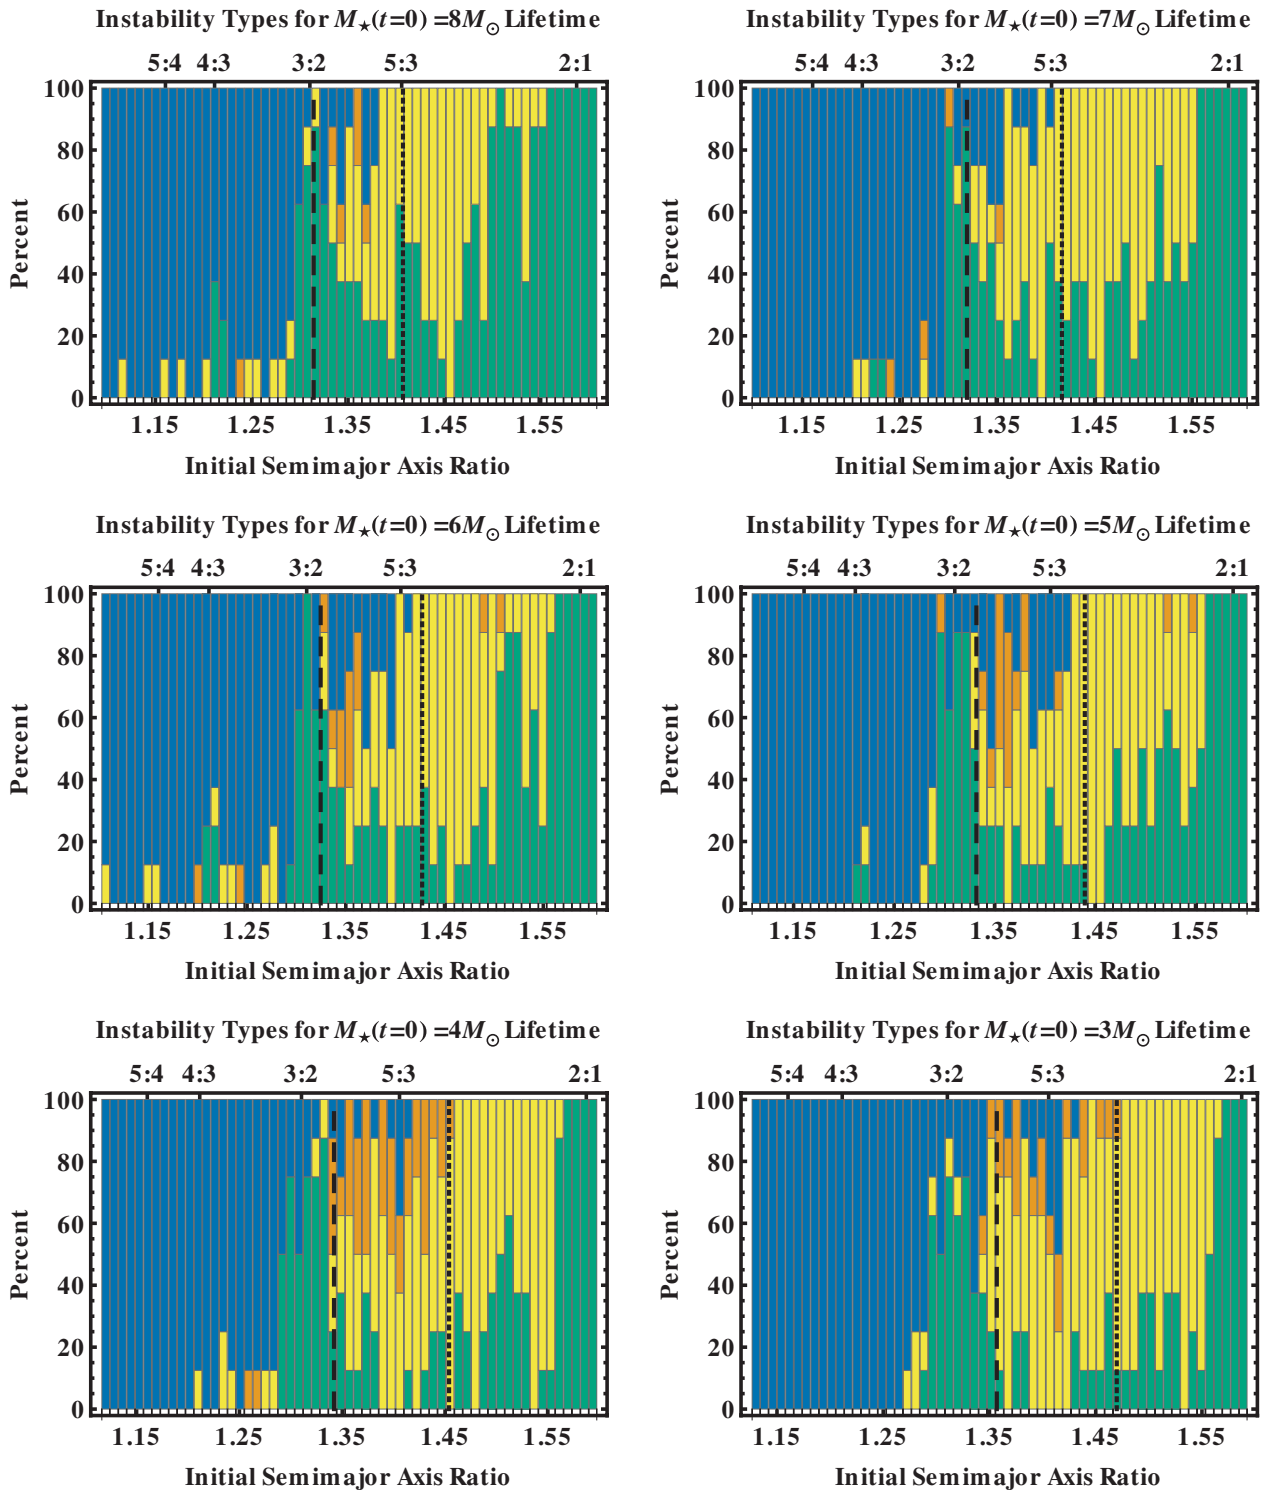 Instability Types for M★(t=0) =8M⊙ Lifetime
5:4 4:3 3:2 5:3 2:1
100
80
60
40
20
0
Percent
1.15 1.25 1.35 1.45 1.55
Initial Semimajor Axis Ratio
Instability Types for M★(t=0) =7M⊙ Lifetime
5:4 4:3 3:2 5:3 2:1
100
80
60
40
20
0
Percent
1.15 1.25 1.35 1.45 1.55
Initial Semimajor Axis Ratio
Instability Types for M★(t=0) =6M⊙ Lifetime
5:4 4:3 3:2 5:3 2:1
100
80
60
40
20
0
Percent
1.15 1.25 1.35 1.45 1.55
Initial Semimajor Axis Ratio
Instability Types for M★(t=0) =5M⊙ Lifetime
5:4 4:3 3:2 5:3 2:1
100
80
60
40
20
0
Percent
1.15 1.25 1.35 1.45 1.55
Initial Semimajor Axis Ratio
Instability Types for M★(t=0) =4M⊙ Lifetime
5:4 4:3 3:2 5:3 2:1
100
80
60
40
20
0
Percent
1.15 1.25 1.35 1.45 1.55
Initial Semimajor Axis Ratio
Instability Types for M★(t=0) =3M⊙ Lifetime
5:4 4:3 3:2 5:3 2:1
100
80
60
40
20
0
Percent
1.15 1.25 1.35 1.45 1.55
Initial Semimajor Axis Ratio